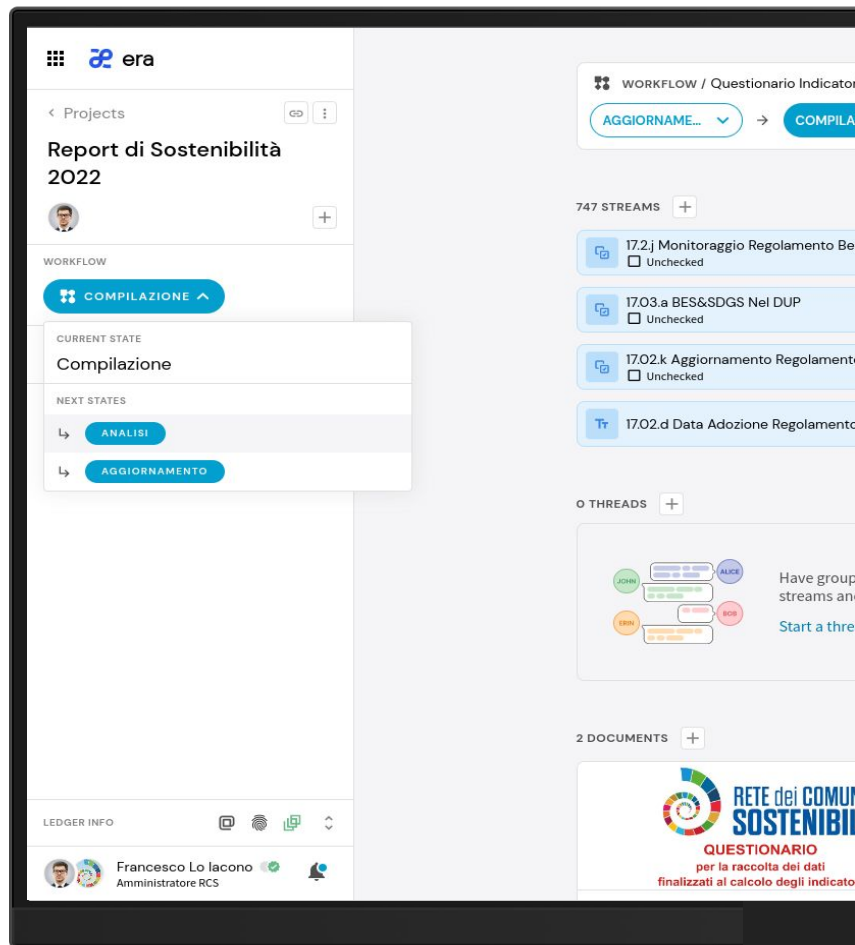 era
Projects
Report di Sostenibilità
2022
WORKFLOW
COMPILAZIONE
CURRENT STATE
Compilazione
NEXT STATES
ANALISI
AGGIORNAMENTO
LEDGER INFO
Francesco Lo Iacono
Amministratore RCS
WORKFLOW / Questionario Indicator
AGGIORNAME... → COMPILA
747 STREAMS
17.2.j Monitoraggio Regolamento Be
Unchecked
17.03.a BES&SDGS Nel DUP
Unchecked
17.02.k Aggiornamento Regolamento
Unchecked
Tт 17.02.d Data Adozione Regolamento
0 THREADS
JOHN
ALICE
ERIN
BOB
Have group
streams an
Start a thre
2 DOCUMENTS
RETE dei COMUN
SOSTENIBIL
QUESTIONARIO
per la raccolta dei dati
finalizzati al calcolo degli indicato